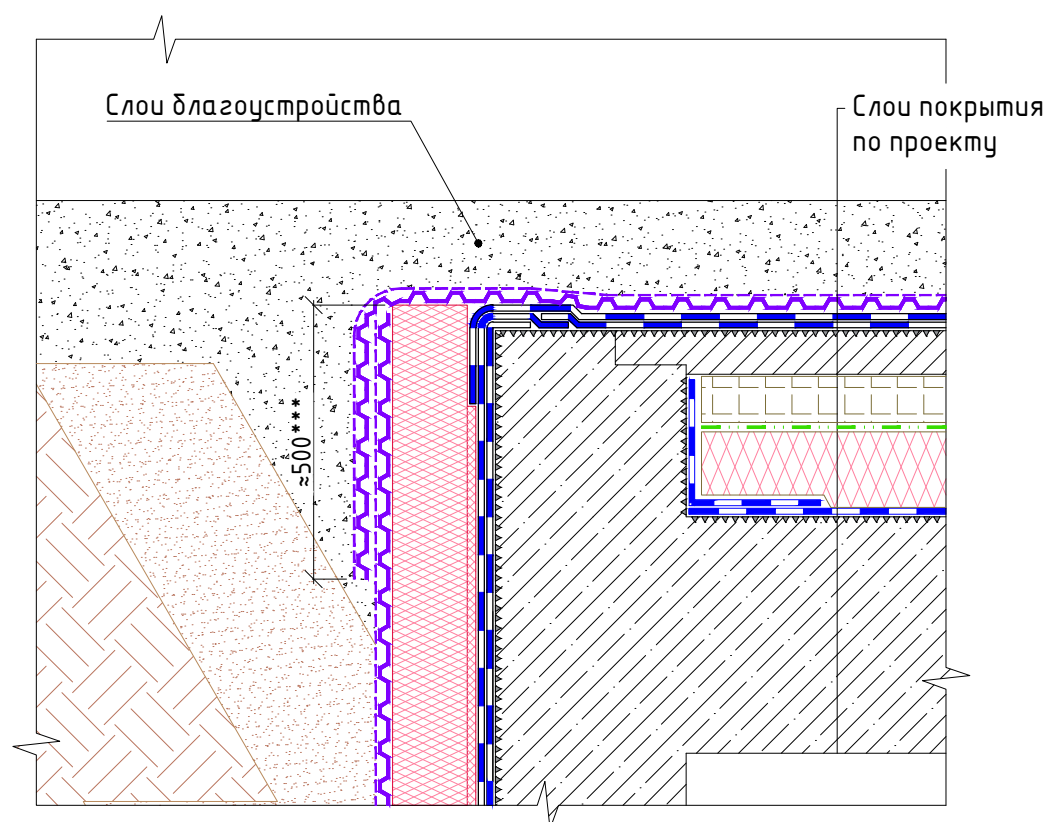 Слои благоустройства
Слои покрытия
по проекту
≈500****